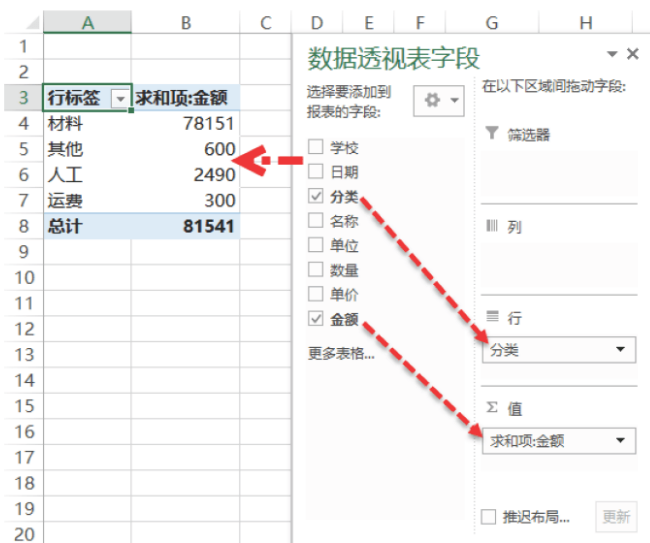 A B C D E F G H
1
2
3 行标签 求和项:金额
4 材料 78151
5 其他 600
6 人工 2490
7 运费 300
8 总计 81541
9
10
11
12
13
14
15
16
17
18
19
20
数据透视表字段
选择要添加到
报表的字段:
学校
日期
分类
名称
单位
数量
单价
金额
更多表格...
在以下区域间拖动字段:
筛选器
列
行
分类
Σ 值
求和项:金额
推迟布局... 更新